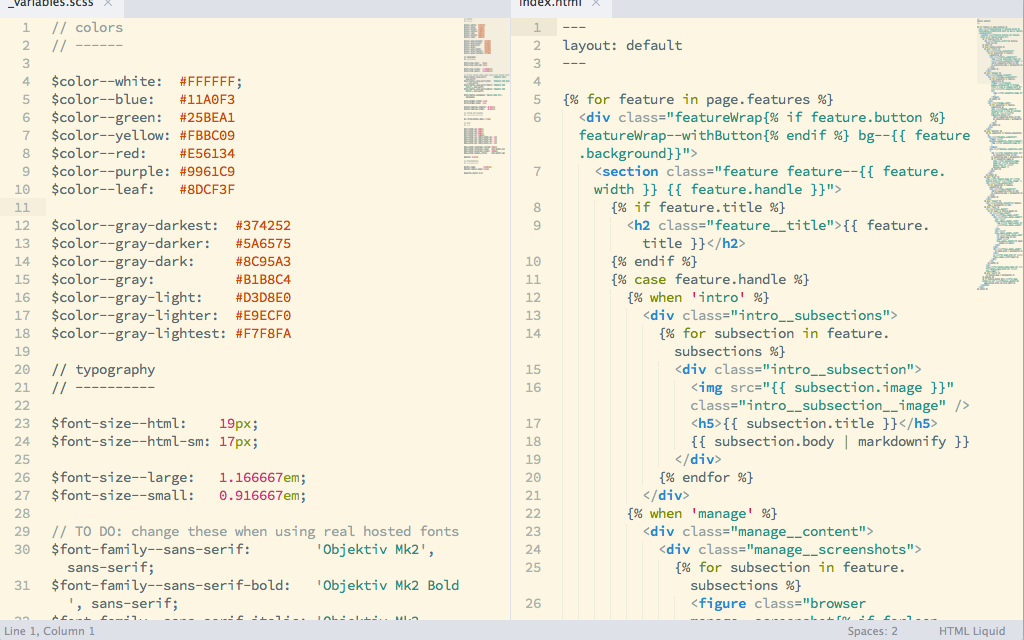 _variables.scss ×
1 // colors
2 // ------
3
4 $color--white: #FFFFFF;
5 $color--blue: #11A0F3
6 $color--green: #25BEA1
7 $color--yellow: #FBBC09
8 $color--red: #E56134
9 $color--purple: #9961C9
10 $color--leaf: #8DCF3F
11
12 $color--gray-darkest: #374252
13 $color--gray-darker: #5A6575
14 $color--gray-dark: #8C95A3
15 $color--gray: #B1B8C4
16 $color--gray-light: #D3D8E0
17 $color--gray-lighter: #E9ECF0
18 $color--gray-lightest: #F7F8FA
19
20 // typography
21 // ----------
22
23 $font-size--html: 19px;
24 $font-size--html-sm: 17px;
25
26 $font-size--large: 1.166667em;
27 $font-size--small: 0.916667em;
28
29 // TO DO: change these when using real hosted fonts
30 $font-family--sans-serif: 'Objektiv Mk2',
sans-serif;
31 $font-family--sans-serif-bold: 'Objektiv Mk2 Bold
', sans-serif;
32 $font-family--sans-serif-italic: 'Objektiv Mk2
index.html ×
1 ---
2 layout: default
3 ---
4
5 {% for feature in page.features %}
6 <div class="featureWrap{% if feature.button %}
featureWrap--withButton{% endif %} bg--{{ feature
.background}}">
7 <section class="feature feature--{{ feature.
width }} {{ feature.handle }}">
8 {% if feature.title %}
9 <h2 class="feature__title">{{ feature.
title }}</h2>
10 {% endif %}
11 {% case feature.handle %}
12 {% when 'intro' %}
13 <div class="intro__subsections">
14 {% for subsection in feature.
subsections %}
15 <div class="intro__subsection">
16 <img src="{{ subsection.image }}"
class="intro__subsection__image" />
17 <h5>{{ subsection.title }}</h5>
18 {{ subsection.body | markdownify }}
19 </div>
20 {% endfor %}
21 </div>
22 {% when 'manage' %}
23 <div class="manage__content">
24 <div class="manage__screenshots">
25 {% for subsection in feature.
subsections %}
26 <figure class="browser
manage__screenshot{% if forloop
Line 1, Column 1
Spaces: 2
HTML Liquid